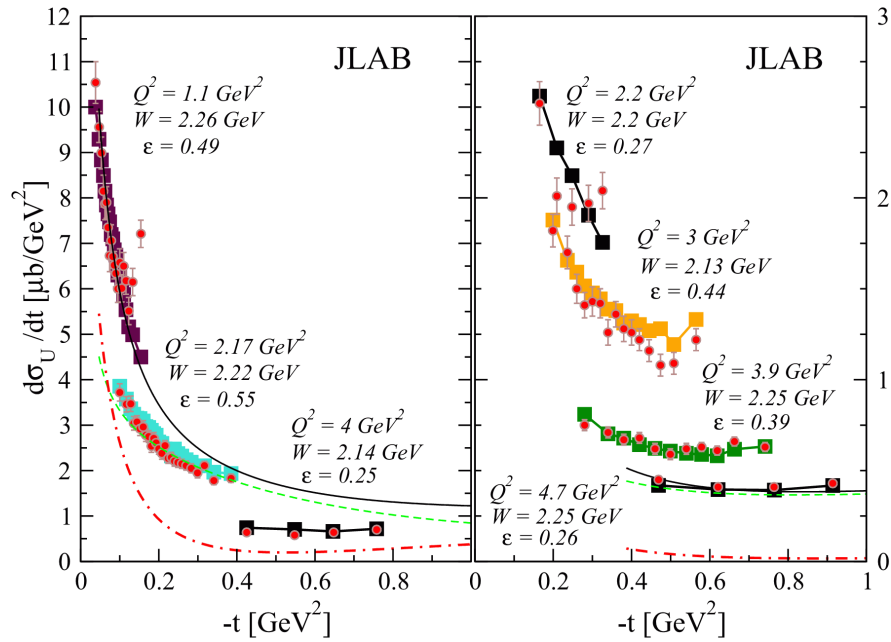 JLAB
JLAB
dσ_U/dt [μb/GeV²]
12
11
10
9
8
7
6
5
4
3
2
1
0
Q² = 1.1 GeV²
W = 2.26 GeV
ε = 0.49
Q² = 2.17 GeV²
W = 2.22 GeV
ε = 0.55
Q² = 4 GeV²
W = 2.14 GeV
ε = 0.25
0
0.2
0.4
0.6
0.8
-t [GeV²]
Q² = 2.2 GeV²
W = 2.2 GeV
ε = 0.27
Q² = 3 GeV²
W = 2.13 GeV
ε = 0.44
Q² = 3.9 GeV²
W = 2.25 GeV
ε = 0.39
Q² = 4.7 GeV²
W = 2.25 GeV
ε = 0.26
3
2
1
0
0.2
0.4
0.6
0.8
1
-t [GeV²]